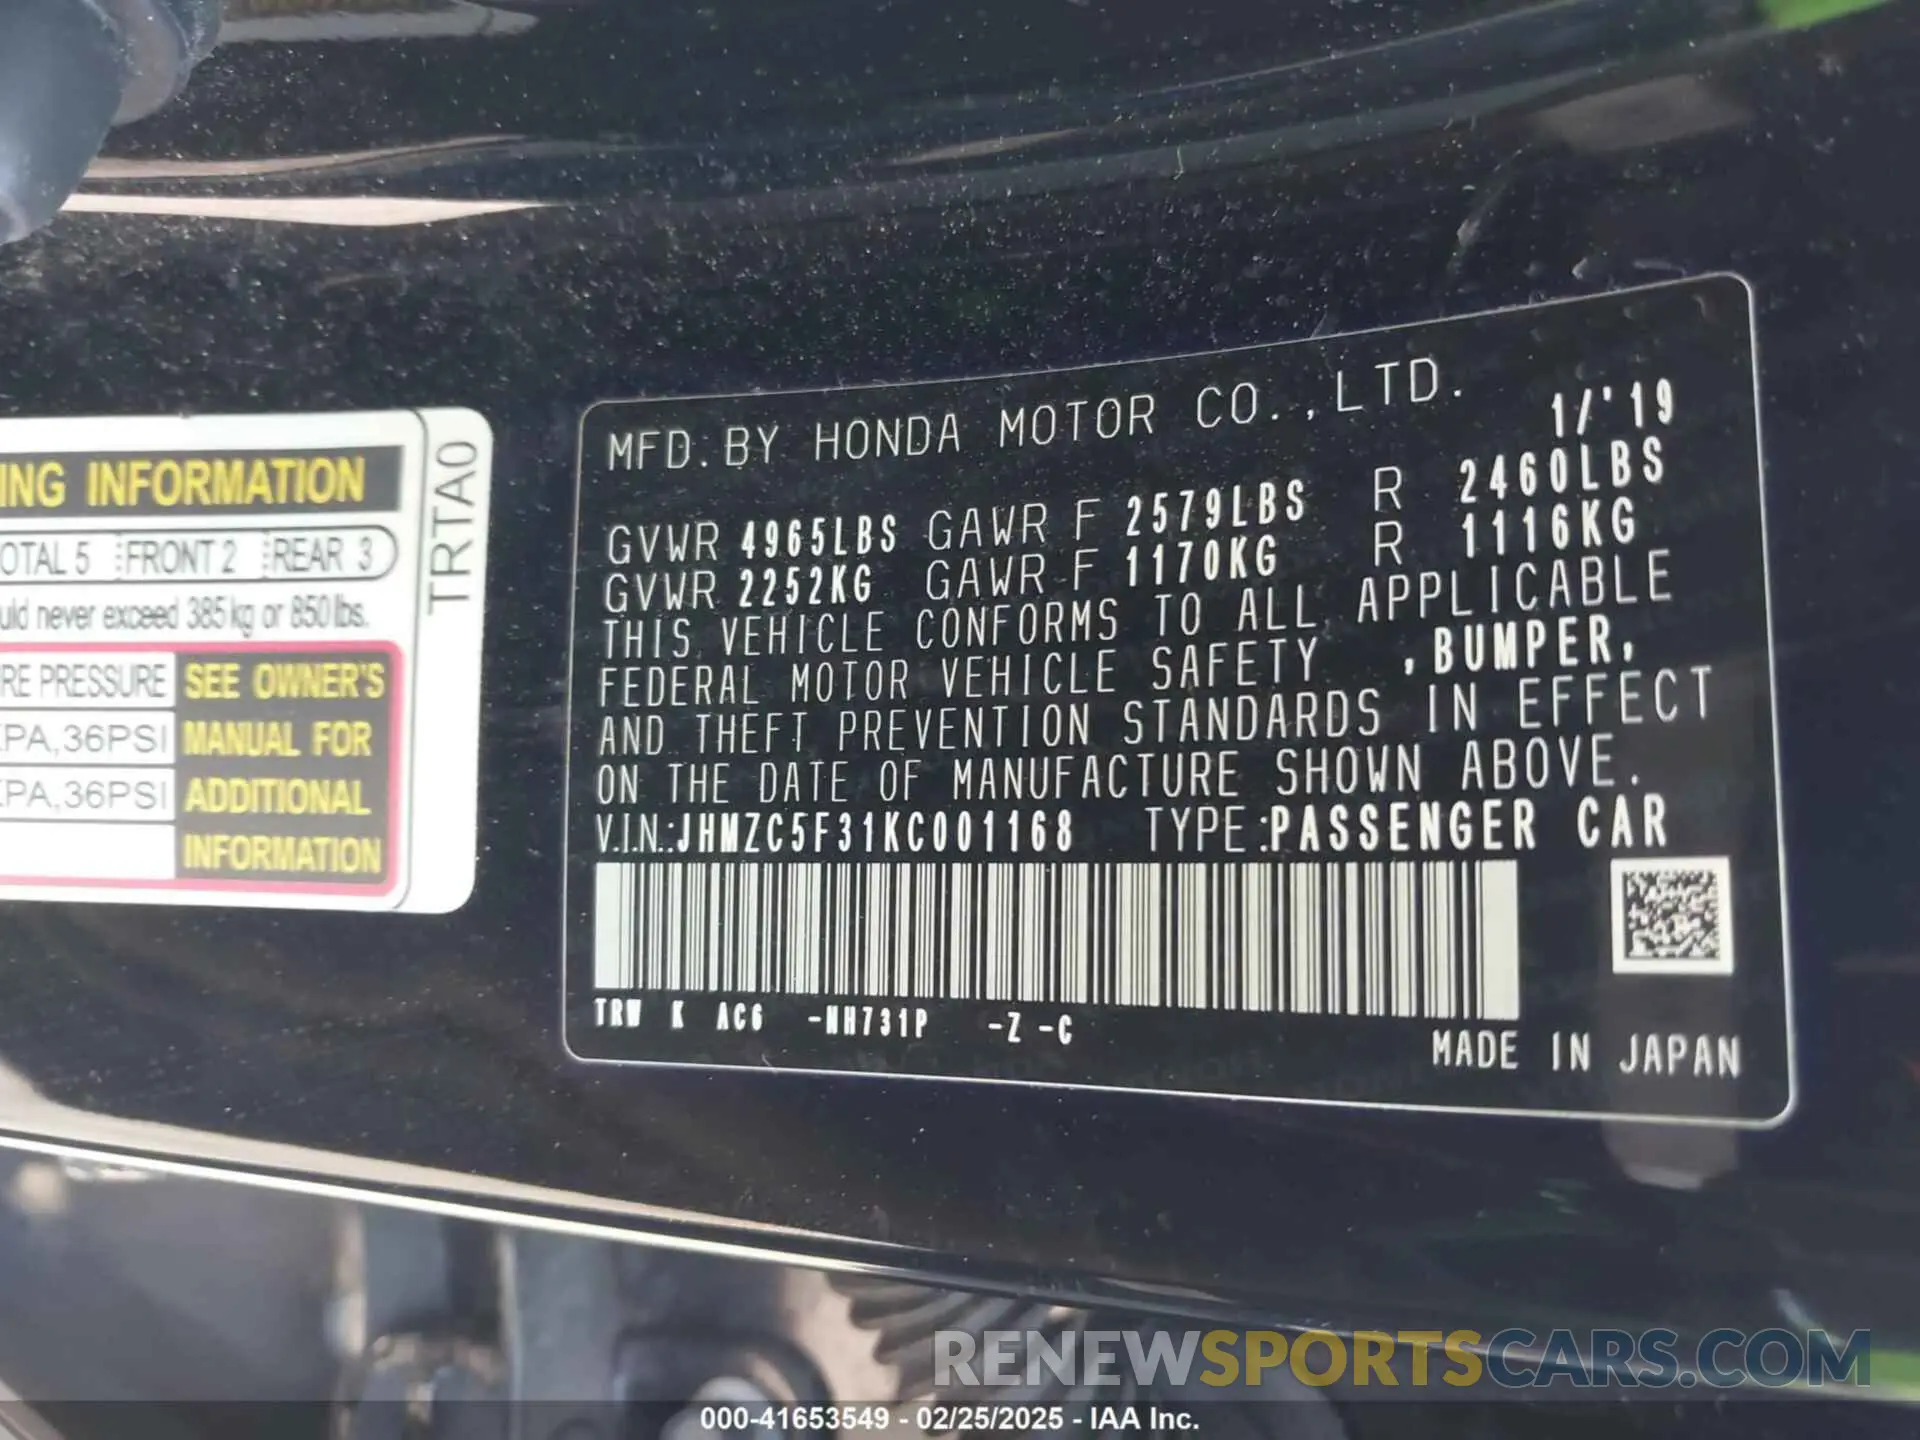 ING INFORMATION
OTAL 5 FRONT 2 REAR 3
uld never exceed 385 kg or 850 lbs.
RE PRESSURE SEE OWNER'S
KPA,36PSI MANUAL FOR
KPA,36PSI ADDITIONAL
INFORMATION
TRTA0
MFD.BY HONDA MOTOR CO.,LTD. 1/'19
GVWR 4965LBS GAWR F 2579LBS R 2460LBS
GVWR 2252KG GAWR F 1170KG R 1116KG
THIS VEHICLE CONFORMS TO ALL APPLICABLE
FEDERAL MOTOR VEHICLE SAFETY ,BUMPER,
AND THEFT PREVENTION STANDARDS IN EFFECT
ON THE DATE OF MANUFACTURE SHOWN ABOVE.
V.I.N.:JHMZC5F31KC001168 TYPE:PASSENGER CAR
TRW K AC6 -NH731P -Z -C
MADE IN JAPAN
RENEWSPORTSCARS.COM
000-41653549 - 02/25/2025 - IAA Inc.